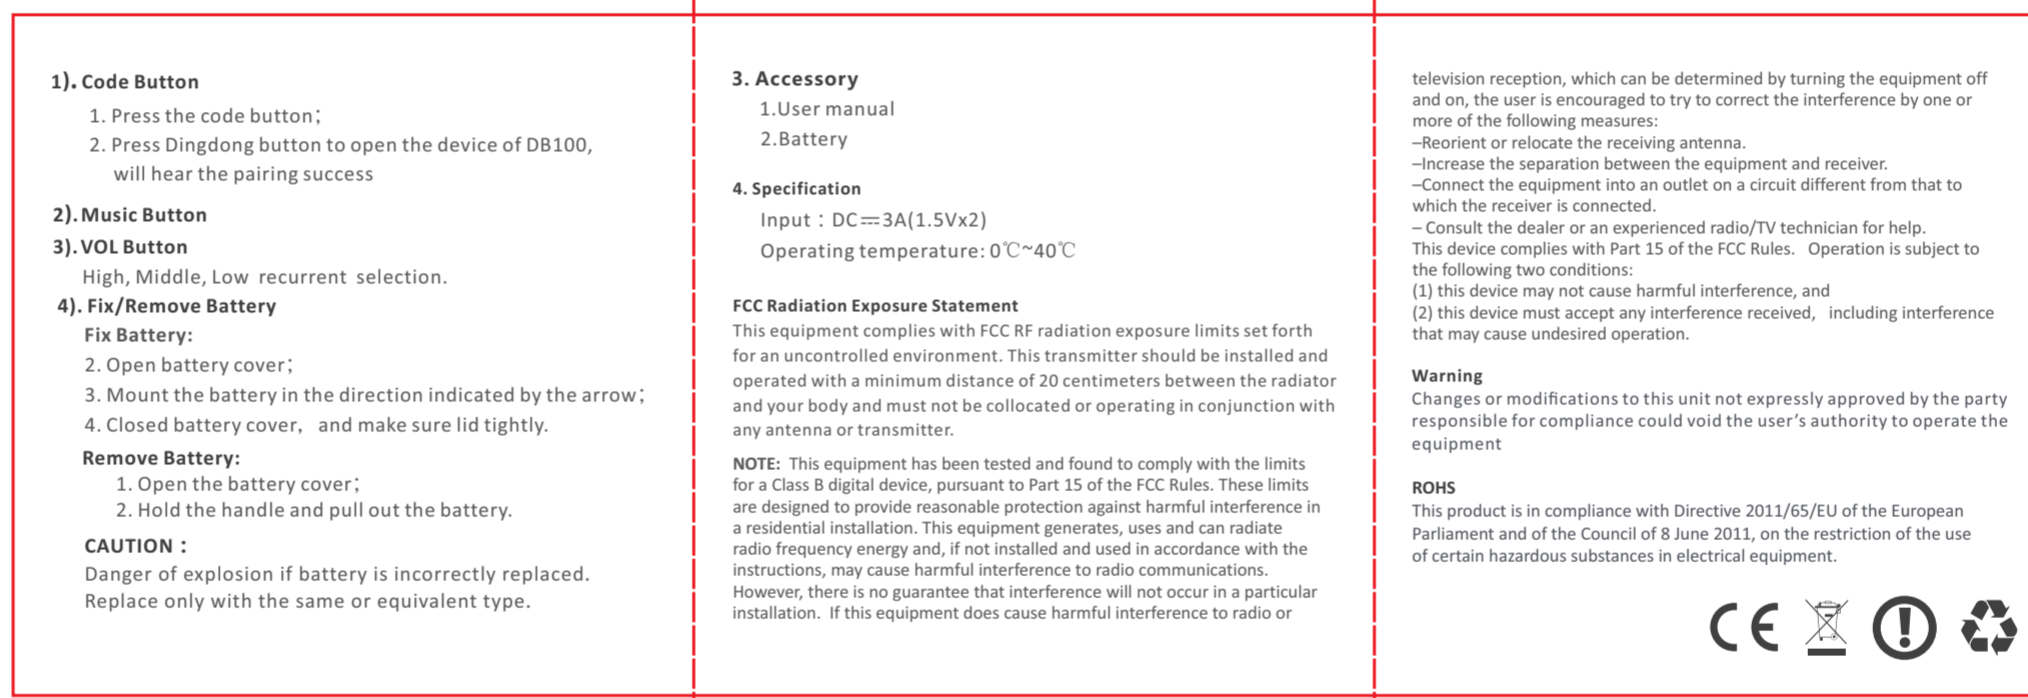 1). Code Button
1. Press the code button；
2. Press Dingdong button to open the device of DB100,
will hear the pairing success
2). Music Button
3). VOL Button
High, Middle, Low recurrent selection.
4). Fix/Remove Battery
Fix Battery:
2. Open battery cover；
3. Mount the battery in the direction indicated by the arrow；
4. Closed battery cover， and make sure lid tightly.
Remove Battery:
1. Open the battery cover；
2. Hold the handle and pull out the battery.
CAUTION：
Danger of explosion if battery is incorrectly replaced.
Replace only with the same or equivalent type.
3. Accessory
1.User manual
2.Battery
4. Specification
Input：DC⎓3A(1.5Vx2)
Operating temperature: 0℃~40℃
FCC Radiation Exposure Statement
This equipment complies with FCC RF radiation exposure limits set forth
for an uncontrolled environment. This transmitter should be installed and
operated with a minimum distance of 20 centimeters between the radiator
and your body and must not be collocated or operating in conjunction with
any antenna or transmitter.
NOTE: This equipment has been tested and found to comply with the limits
for a Class B digital device, pursuant to Part 15 of the FCC Rules. These limits
are designed to provide reasonable protection against harmful interference in
a residential installation. This equipment generates, uses and can radiate
radio frequency energy and, if not installed and used in accordance with the
instructions, may cause harmful interference to radio communications.
However, there is no guarantee that interference will not occur in a particular
installation. If this equipment does cause harmful interference to radio or
television reception, which can be determined by turning the equipment off
and on, the user is encouraged to try to correct the interference by one or
more of the following measures:
–Reorient or relocate the receiving antenna.
–Increase the separation between the equipment and receiver.
–Connect the equipment into an outlet on a circuit different from that to
which the receiver is connected.
– Consult the dealer or an experienced radio/TV technician for help.
This device complies with Part 15 of the FCC Rules. Operation is subject to
the following two conditions:
(1) this device may not cause harmful interference, and
(2) this device must accept any interference received, including interference
that may cause undesired operation.
Warning
Changes or modifications to this unit not expressly approved by the party
responsible for compliance could void the user’s authority to operate the
equipment
ROHS
This product is in compliance with Directive 2011/65/EU of the European
Parliament and of the Council of 8 June 2011, on the restriction of the use
of certain hazardous substances in electrical equipment.
CE